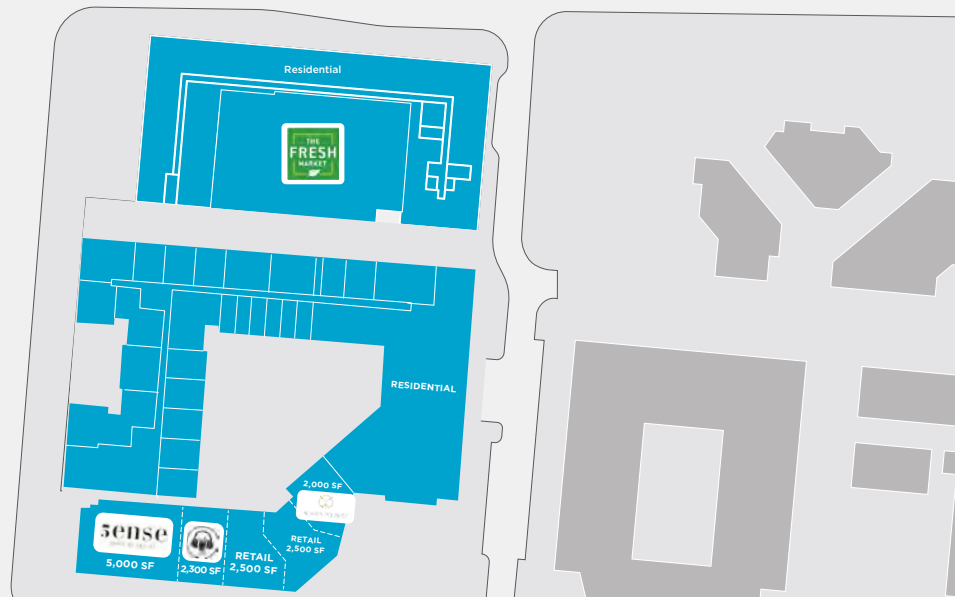 Residential
THE
FRESH
MARKET
RESIDENTIAL
2,000 SF
5ense
5,000 SF
2,300 SF
RETAIL
2,500 SF
RETAIL
2,500 SF